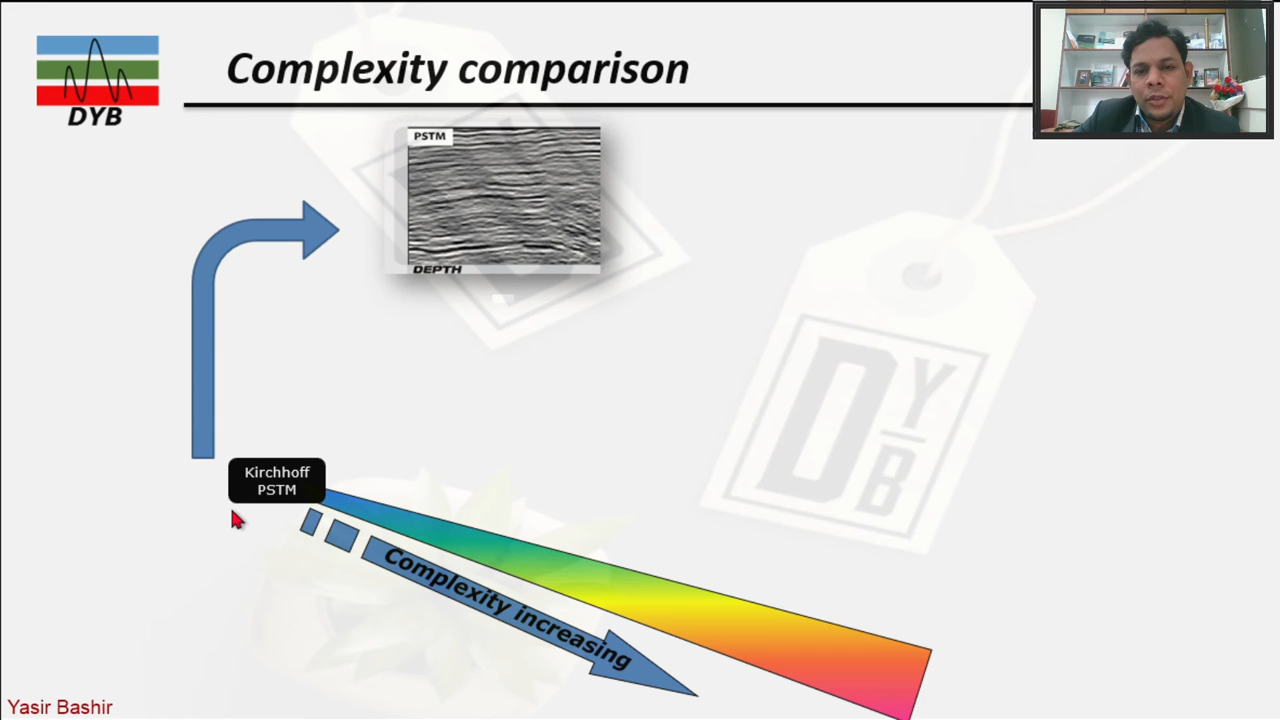 Complexity comparison
DYB
PSTM
DEPTH
D
Y
B
Kirchhoff
PSTM
Complexity increasing
Yasir Bashir